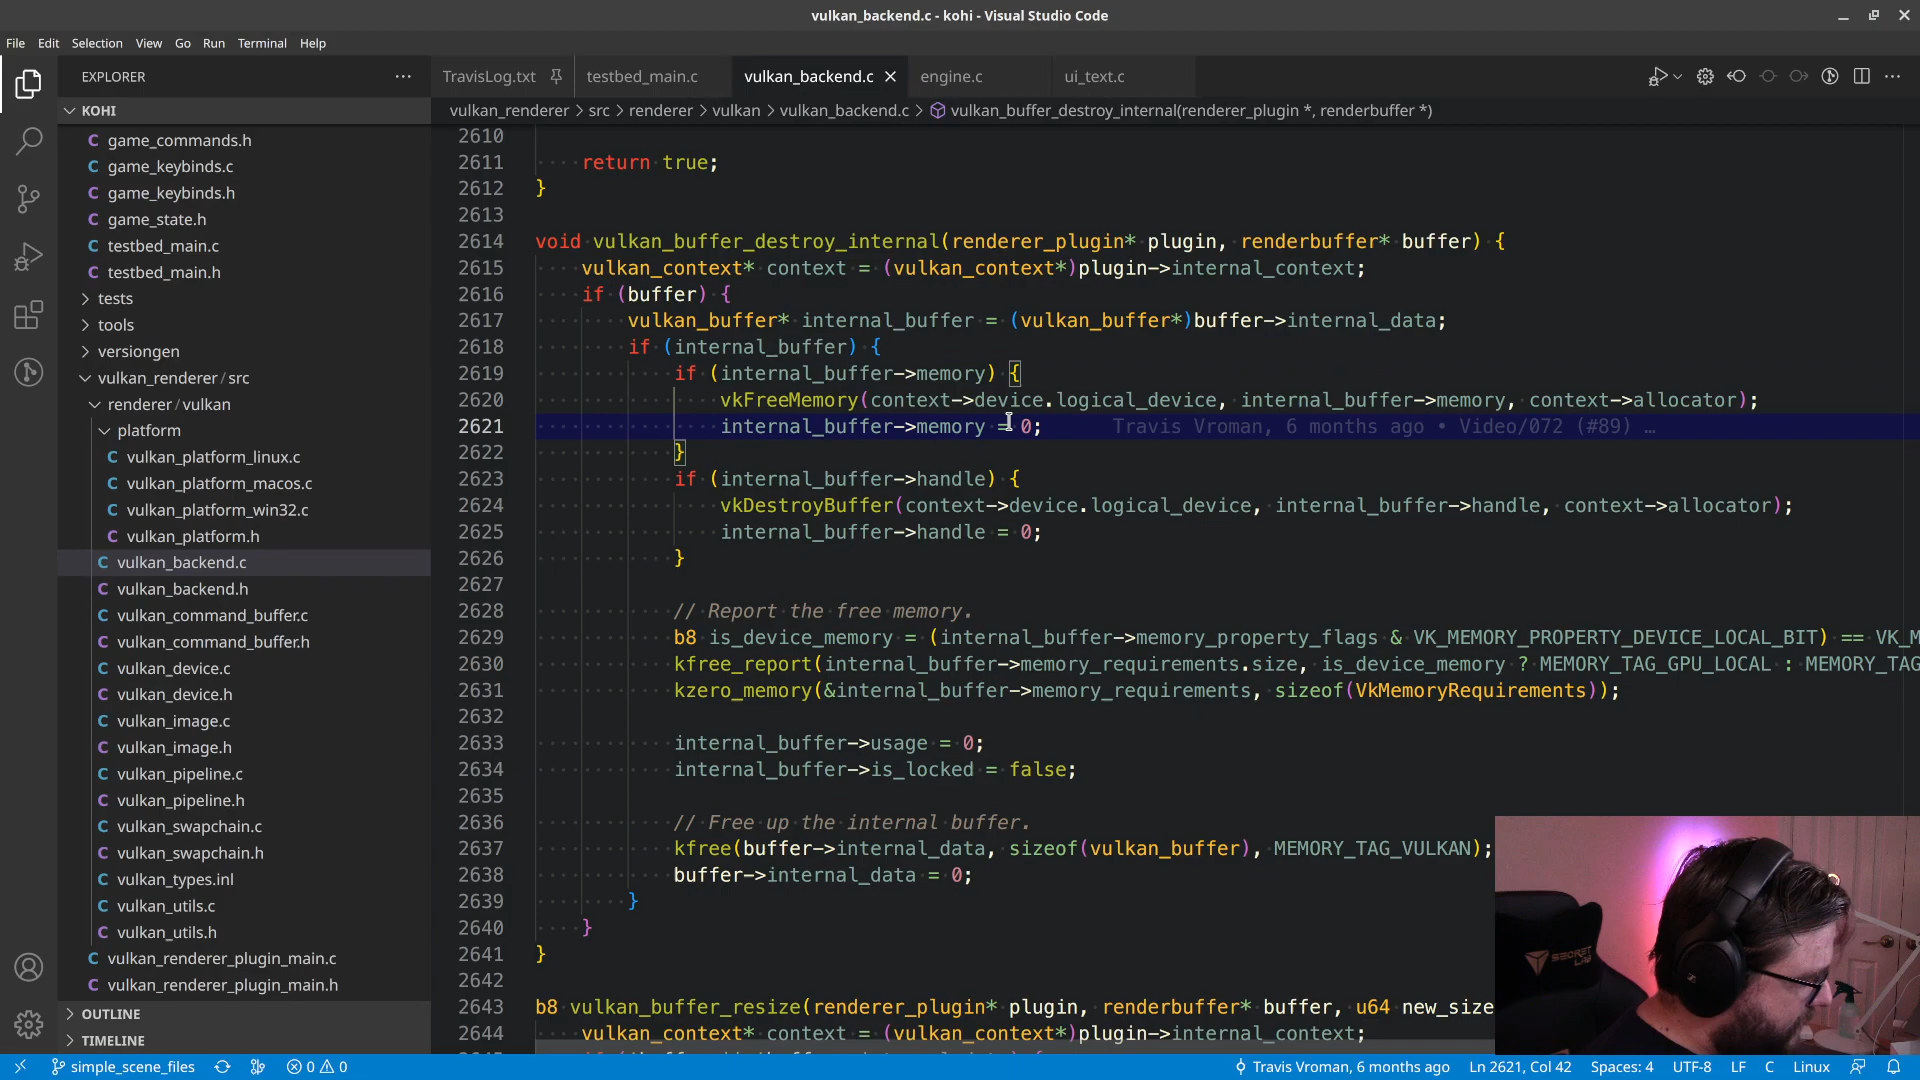 vulkan_backend.c - kohi - Visual Studio Code
File Edit Selection View Go Run Terminal Help
EXPLORER
TravisLog.txt testbed_main.c vulkan_backend.c engine.c ui_text.c
KOHI
vulkan_renderer > src > renderer > vulkan > vulkan_backend.c > vulkan_buffer_destroy_internal(renderer_plugin *, renderbuffer *)
game_commands.h
game_keybinds.c
game_keybinds.h
game_state.h
testbed_main.c
testbed_main.h
tests
tools
versiongen
vulkan_renderer / src
renderer / vulkan
platform
vulkan_platform_linux.c
vulkan_platform_macos.c
vulkan_platform_win32.c
vulkan_platform.h
vulkan_backend.c
vulkan_backend.h
vulkan_command_buffer.c
vulkan_command_buffer.h
vulkan_device.c
vulkan_device.h
vulkan_image.c
vulkan_image.h
vulkan_pipeline.c
vulkan_pipeline.h
vulkan_swapchain.c
vulkan_swapchain.h
vulkan_types.inl
vulkan_utils.c
vulkan_utils.h
vulkan_renderer_plugin_main.c
vulkan_renderer_plugin_main.h
OUTLINE
TIMELINE
2610
2611 return true;
2612 }
2613
2614 void vulkan_buffer_destroy_internal(renderer_plugin* plugin, renderbuffer* buffer) {
2615 vulkan_context* context = (vulkan_context*)plugin->internal_context;
2616 if (buffer) {
2617 vulkan_buffer* internal_buffer = (vulkan_buffer*)buffer->internal_data;
2618 if (internal_buffer) {
2619 if (internal_buffer->memory) {
2620 vkFreeMemory(context->device.logical_device, internal_buffer->memory, context->allocator);
2621 internal_buffer->memory = 0; Travis Vroman, 6 months ago • Video/072 (#89) …
2622 }
2623 if (internal_buffer->handle) {
2624 vkDestroyBuffer(context->device.logical_device, internal_buffer->handle, context->allocator);
2625 internal_buffer->handle = 0;
2626 }
2627
2628 // Report the free memory.
2629 b8 is_device_memory = (internal_buffer->memory_property_flags & VK_MEMORY_PROPERTY_DEVICE_LOCAL_BIT) == VK_M
2630 kfree_report(internal_buffer->memory_requirements.size, is_device_memory ? MEMORY_TAG_GPU_LOCAL : MEMORY_TAG
2631 kzero_memory(&internal_buffer->memory_requirements, sizeof(VkMemoryRequirements));
2632
2633 internal_buffer->usage = 0;
2634 internal_buffer->is_locked = false;
2635
2636 // Free up the internal buffer.
2637 kfree(buffer->internal_data, sizeof(vulkan_buffer), MEMORY_TAG_VULKAN);
2638 buffer->internal_data = 0;
2639 }
2640 }
2641 }
2642
2643 b8 vulkan_buffer_resize(renderer_plugin* plugin, renderbuffer* buffer, u64 new_size
2644 vulkan_context* context = (vulkan_context*)plugin->internal_context;
SECRETLAB
simple_scene_files 0 0 Travis Vroman, 6 months ago Ln 2621, Col 42 Spaces: 4 UTF-8 LF C Linux